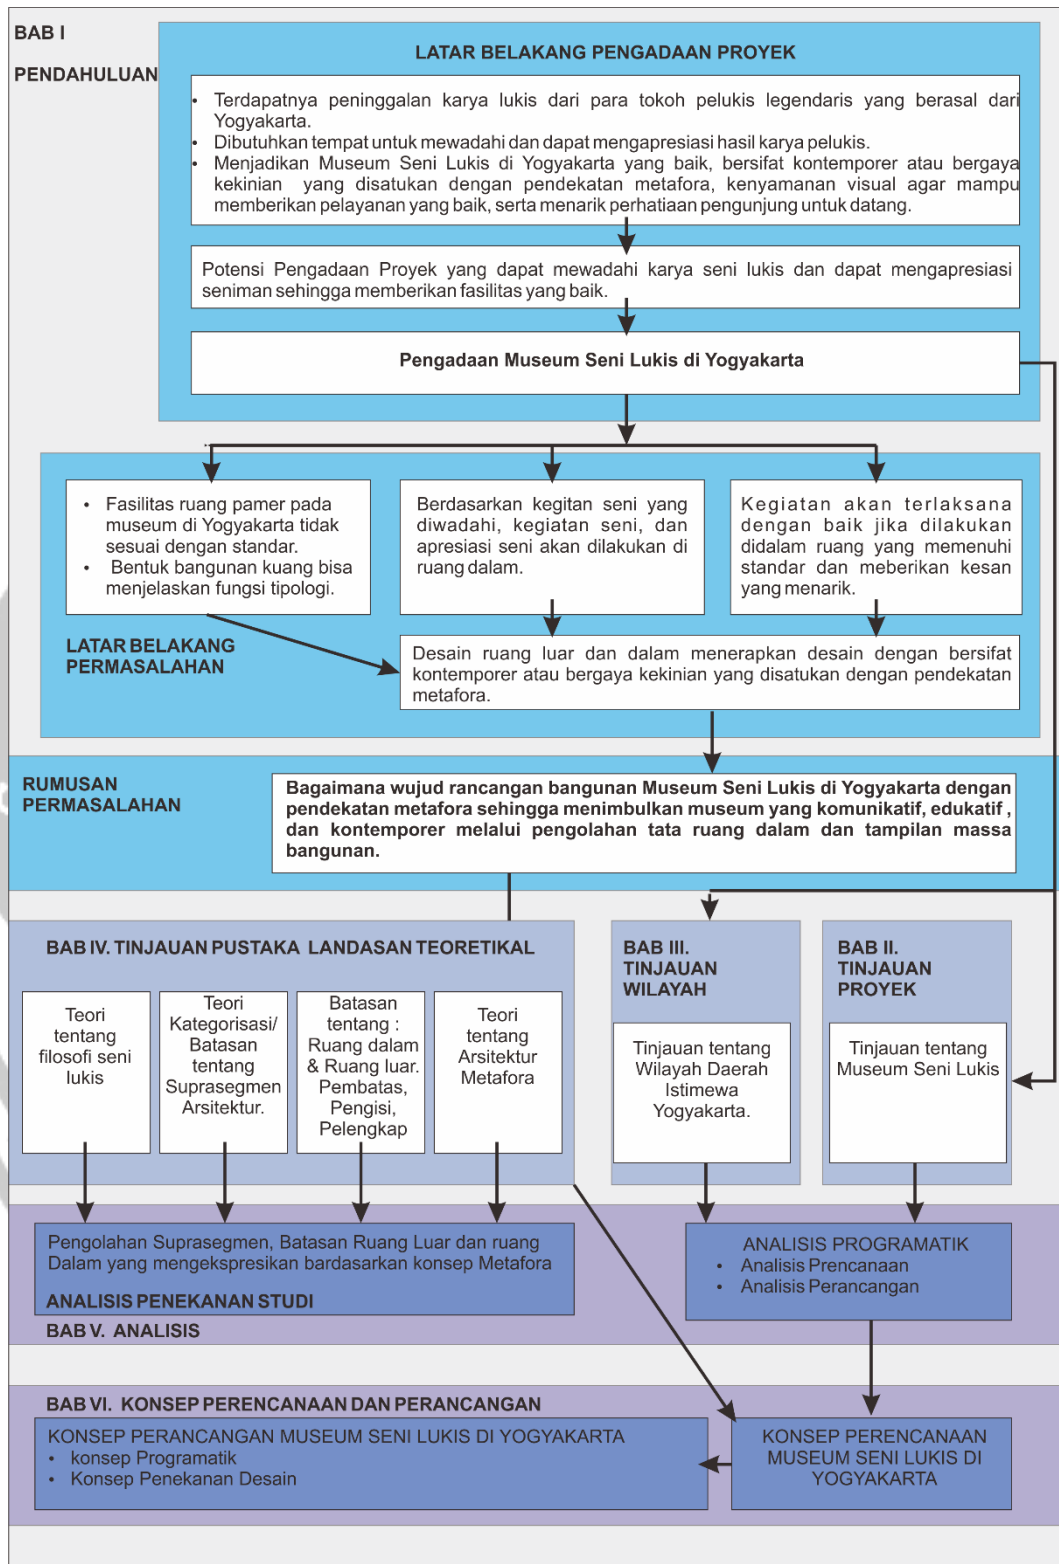 BAB I
PENDAHULUAN
LATAR BELAKANG PENGADAAN PROYEK
• Terdapatnya peninggalan karya lukis dari para tokoh pelukis legendaris yang berasal dari
Yogyakarta.
• Dibutuhkan tempat untuk mewadahi dan dapat mengapresiasi hasil karya pelukis.
• Menjadikan Museum Seni Lukis di Yogyakarta yang baik, bersifat kontemporer atau bergaya
kekinian yang disatukan dengan pendekatan metafora, kenyamanan visual agar mampu
memberikan pelayanan yang baik, serta menarik perhatiaan pengunjung untuk datang.
Potensi Pengadaan Proyek yang dapat mewadahi karya seni lukis dan dapat mengapresiasi
seniman sehingga memberikan fasilitas yang baik.
Pengadaan Museum Seni Lukis di Yogyakarta
• Fasilitas ruang pamer pada
museum di Yogyakarta tidak
sesuai dengan standar.
• Bentuk bangunan kuang bisa
menjelaskan fungsi tipologi.
Berdasarkan kegitan seni yang
diwadahi, kegiatan seni, dan
apresiasi seni akan dilakukan di
ruang dalam.
Kegiatan akan terlaksana
dengan baik jika dilakukan
didalam ruang yang memenuhi
standar dan meberikan kesan
yang menarik.
LATAR BELAKANG
PERMASALAHAN
Desain ruang luar dan dalam menerapkan desain dengan bersifat
kontemporer atau bergaya kekinian yang disatukan dengan pendekatan
metafora.
RUMUSAN
PERMASALAHAN
Bagaimana wujud rancangan bangunan Museum Seni Lukis di Yogyakarta dengan
pendekatan metafora sehingga menimbulkan museum yang komunikatif, edukatif ,
dan kontemporer melalui pengolahan tata ruang dalam dan tampilan massa
bangunan.
BAB IV. TINJAUAN PUSTAKA LANDASAN TEORETIKAL
Teori
tentang
filosofi seni
lukis
Teori
Kategorisasi/
Batasan
tentang
Suprasegmen
Arsitektur.
Batasan
tentang :
Ruang dalam
& Ruang luar.
Pembatas,
Pengisi,
Pelengkap
Teori
tentang
Arsitektur
Metafora
BAB III.
TINJAUAN
WILAYAH
Tinjauan tentang
Wilayah Daerah
Istimewa
Yogyakarta.
BAB II.
TINJAUAN
PROYEK
Tinjauan tentang
Museum Seni Lukis
Pengolahan Suprasegmen, Batasan Ruang Luar dan ruang
Dalam yang mengekspresikan bardasarkan konsep Metafora
ANALISIS PENEKANAN STUDI
BAB V. ANALISIS
ANALISIS PROGRAMATIK
• Analisis Prencanaan
• Analisis Perancangan
BAB VI. KONSEP PERENCANAAN DAN PERANCANGAN
KONSEP PERANCANGAN MUSEUM SENI LUKIS DI YOGYAKARTA
• konsep Programatik
• Konsep Penekanan Desain
KONSEP PERENCANAAN
MUSEUM SENI LUKIS DI
YOGYAKARTA